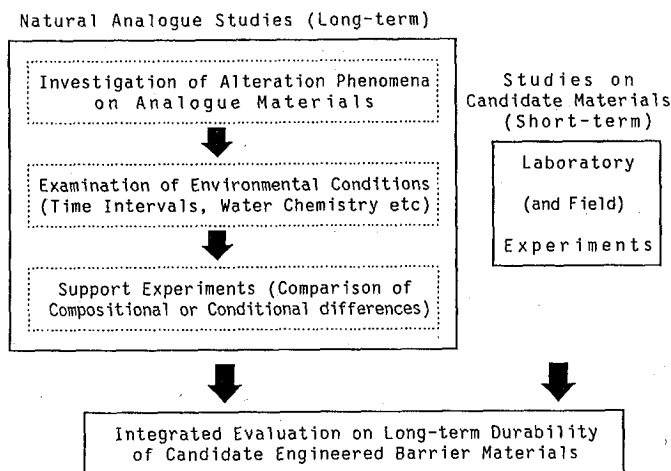 Natural Analogue Studies (Long-term)
Investigation of Alteration Phenomena
on Analogue Materials
Examination of Environmental Conditions
(Time Intervals, Water Chemistry etc)
Support Experiments (Comparison of
Compositional or Conditional differences)
Studies on
Candidate Materials
(Short-term)
Laboratory
(and Field)
Experiments
Integrated Evaluation on Long-term Durability
of Candidate Engineered Barrier Materials